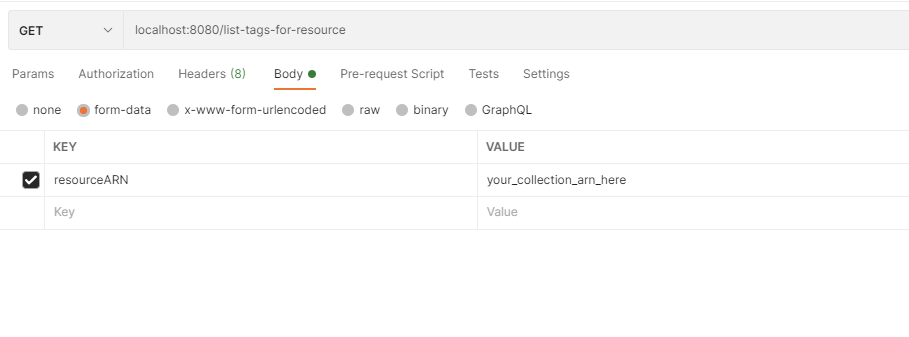 GET localhost:8080/list-tags-for-resource
Params Authorization Headers (8) Body Pre-request Script Tests Settings
none form-data x-www-form-urlencoded raw binary GraphQL
KEY VALUE
resourceARN your_collection_arn_here
Key Value